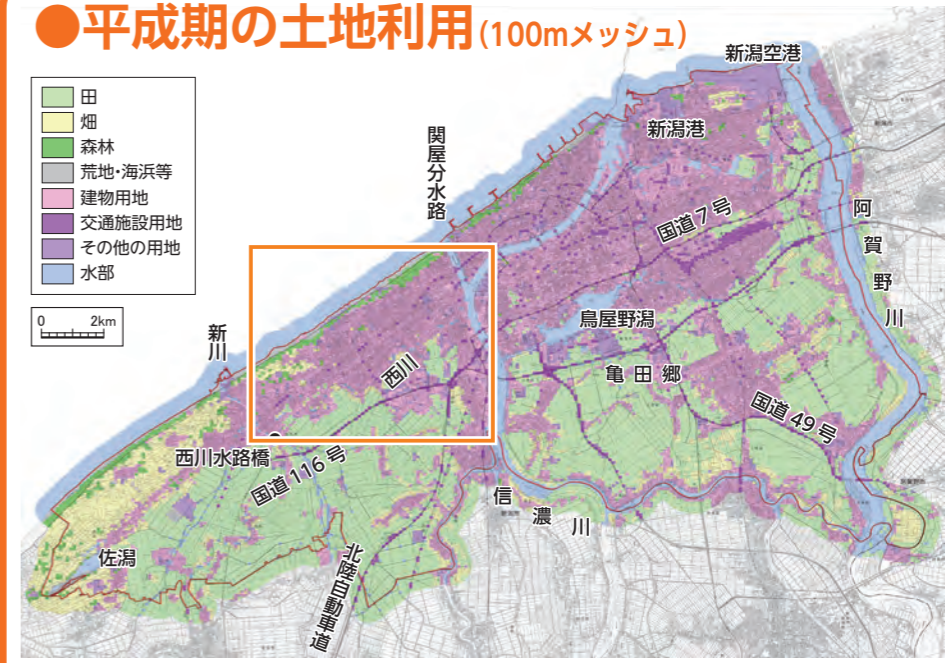 ●平成期の土地利用(100mメッシュ)
田
畑
森林
荒地・海浜等
建物用地
交通施設用地
その他の用地
水部
0 2km
新潟空港
新潟港
関屋分水路
国道7号
阿賀野川
鳥屋野潟
新川
西川
亀田郷
国道49号
西川水路橋
国道116号
信濃川
佐潟
北陸自動車道